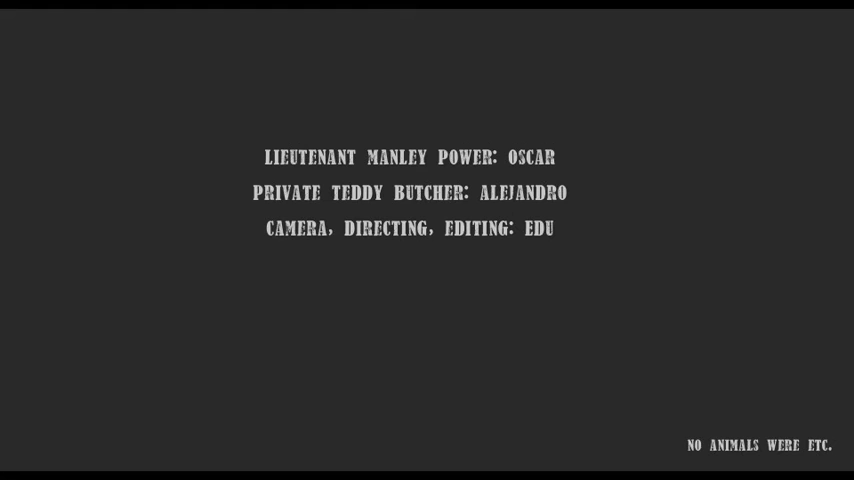 LIEUTENANT MANLEY POWER: OSCAR
PRIVATE TEDDY BUTCHER: ALEJANDRO
CAMERA, DIRECTING, EDITING: EDU
NO ANIMALS WERE ETC.